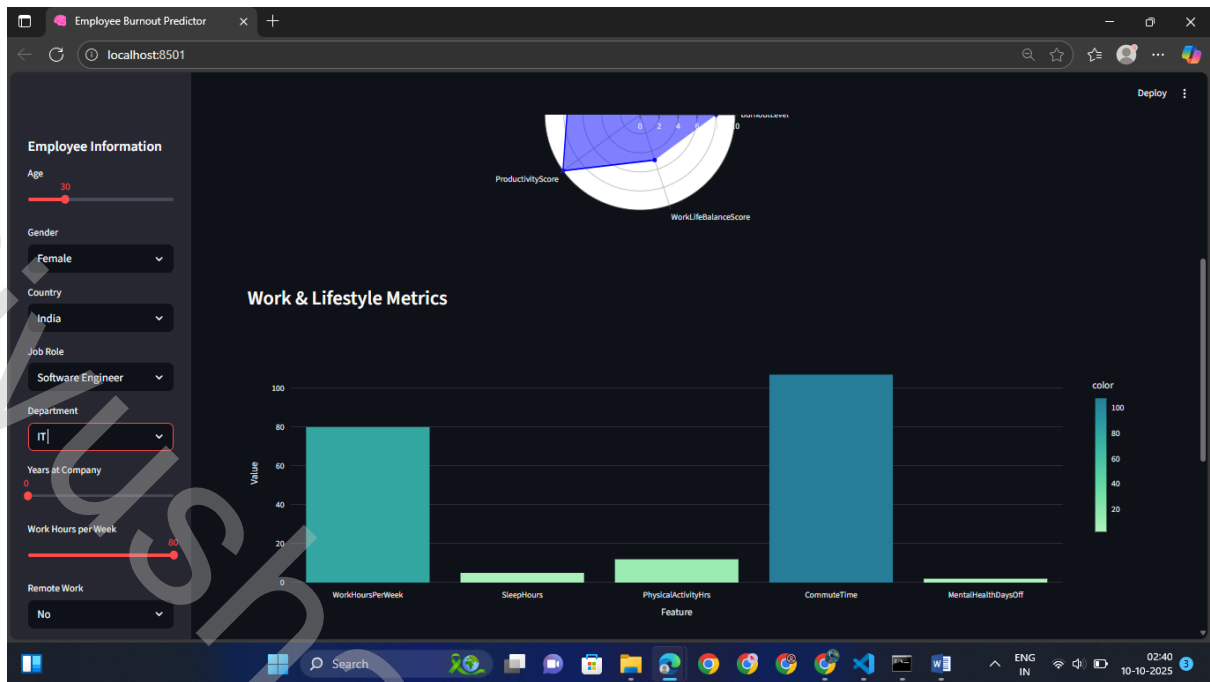 Employee Burnout Predictor
localhost:8501
Deploy
Employee Information
Age
30
Gender
Female
Country
India
Job Role
Software Engineer
Department
IT
Years at Company
0
Work Hours per Week
80
Remote Work
No
0 2 4 6 8 10
BurnoutLevel
ProductivityScore
WorkLifeBalanceScore
Work & Lifestyle Metrics
Value
100
80
60
40
20
0
WorkHoursPerWeek SleepHours PhysicalActivityHrs CommuteTime MentalHealthDaysOff
Feature
color
100
80
60
40
20
Search
ENG
IN
02:40
10-10-2025
3